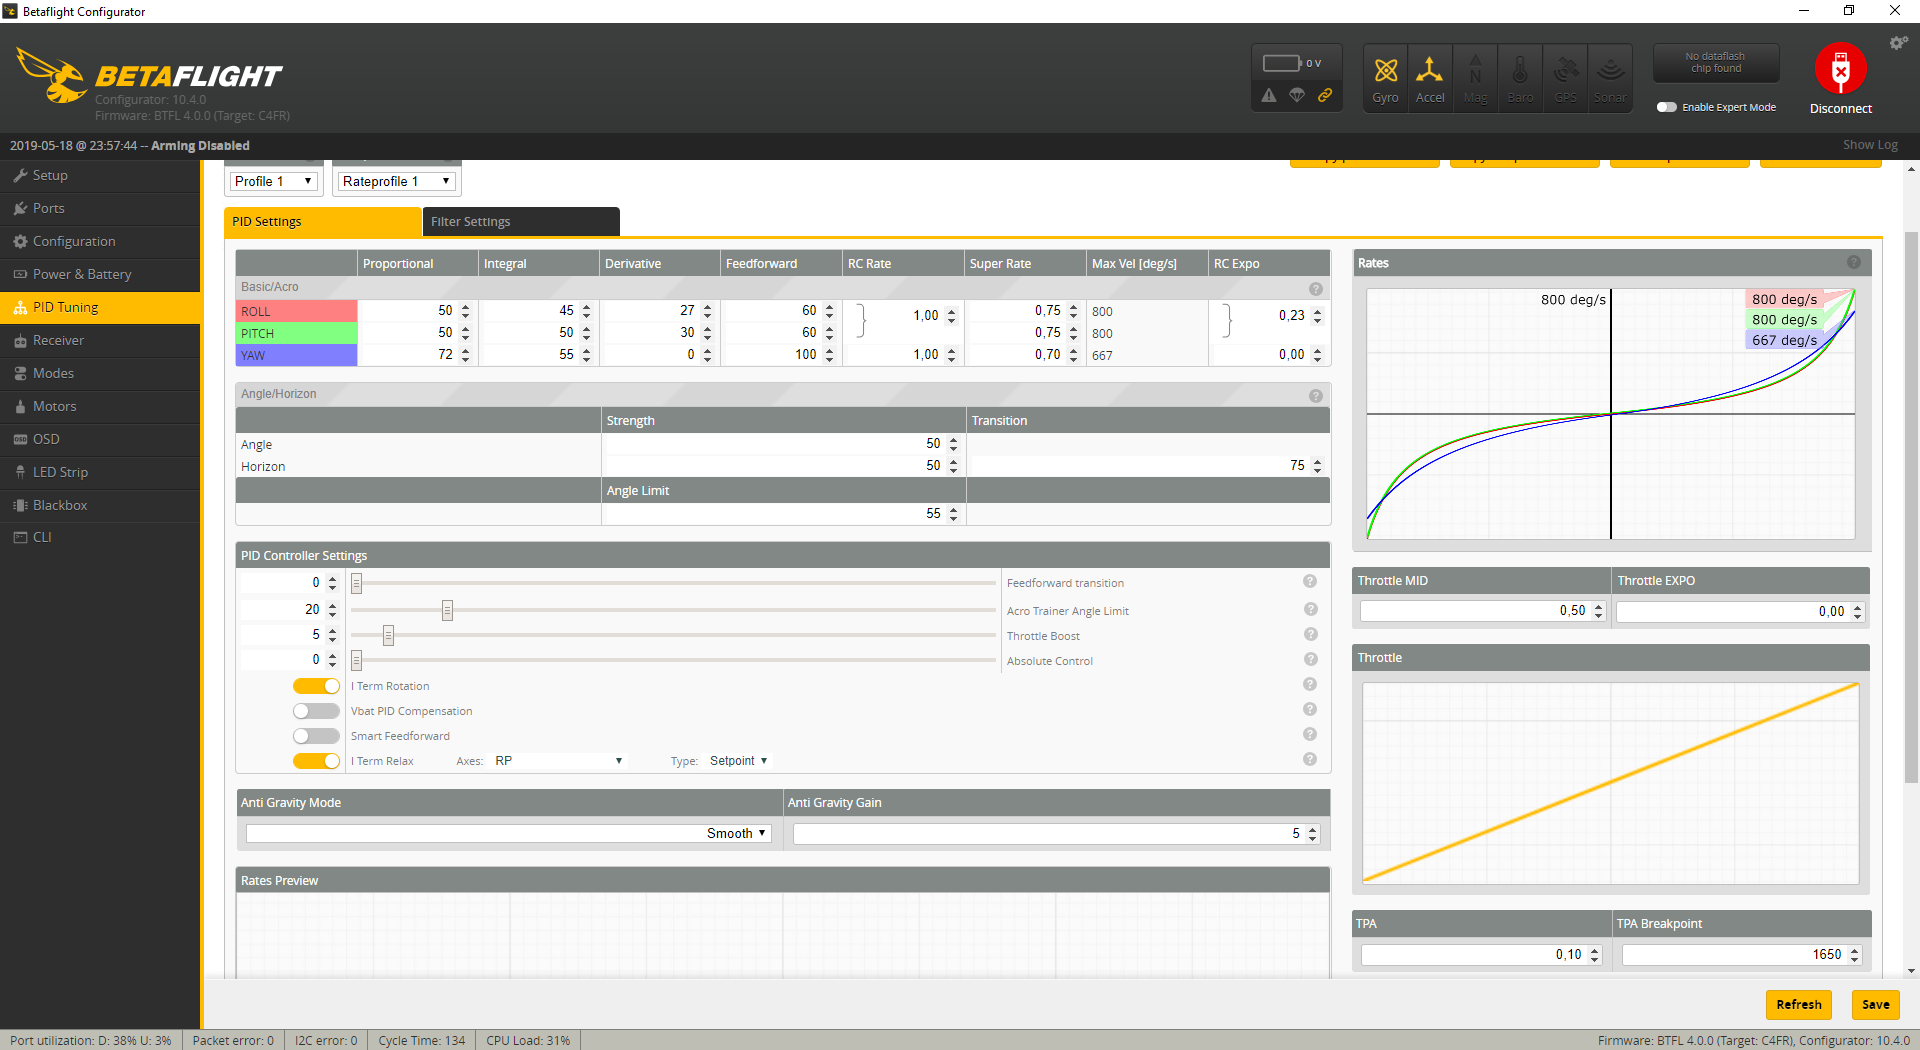 Betaflight Configurator
BETAFLIGHT
Configurator: 10.4.0
Firmware: BTFL 4.0.0 (Target: C4FR)
0 V
Gyro
Accel
Mag
Baro
GPS
Sonar
No dataflash
chip found
Enable Expert Mode
Disconnect
2019-05-18 @ 23:57:44 -- Arming Disabled
Show Log
Setup
Ports
Configuration
Power & Battery
PID Tuning
Receiver
Modes
Motors
OSD
LED Strip
Blackbox
CLI
Profile 1
Rateprofile 1
PID Settings
Filter Settings
Proportional Integral Derivative Feedforward RC Rate Super Rate Max Vel [deg/s] RC Expo
Basic/Acro
ROLL 50 45 27 60 1,00 0,75 800 0,23
PITCH 50 50 30 60 0,75 800
YAW 72 55 0 100 1,00 0,70 667 0,00
Angle/Horizon
Strength Transition
Angle 50
Horizon 50 75
Angle Limit
55
PID Controller Settings
0 Feedforward transition
20 Acro Trainer Angle Limit
5 Throttle Boost
0 Absolute Control
I Term Rotation
Vbat PID Compensation
Smart Feedforward
I Term Relax Axes: RP Type: Setpoint
Anti Gravity Mode Anti Gravity Gain
Smooth 5
Rates Preview
Rates
800 deg/s
800 deg/s
800 deg/s
667 deg/s
Throttle MID Throttle EXPO
0,50 0,00
Throttle
TPA TPA Breakpoint
0,10 1650
Refresh
Save
Port utilization: D: 38% U: 3% Packet error: 0 I2C error: 0 Cycle Time: 134 CPU Load: 31% Firmware: BTFL 4.0.0 (Target: C4FR), Configurator: 10.4.0